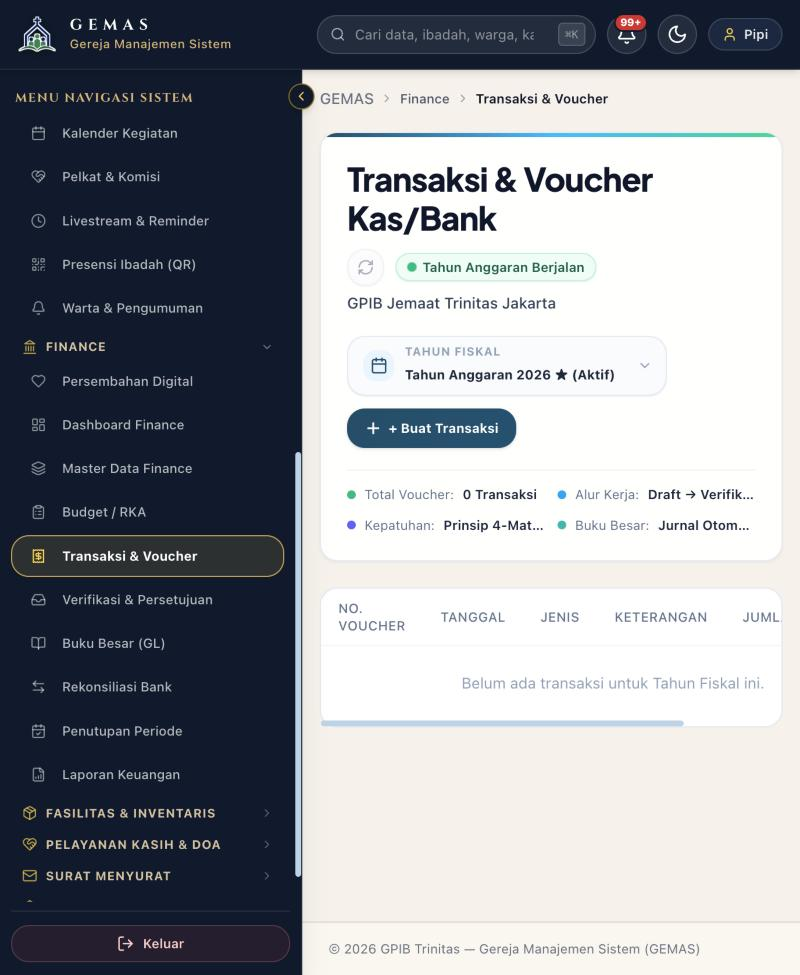 GEMAS
Gereja Manajemen Sistem
Cari data, ibadah, warga, ka
⌘K
99+
Pipi
MENU NAVIGASI SISTEM
Kalender Kegiatan
Pelkat & Komisi
Livestream & Reminder
Presensi Ibadah (QR)
Warta & Pengumuman
FINANCE
Persembahan Digital
Dashboard Finance
Master Data Finance
Budget / RKA
Transaksi & Voucher
Verifikasi & Persetujuan
Buku Besar (GL)
Rekonsiliasi Bank
Penutupan Periode
Laporan Keuangan
FASILITAS & INVENTARIS
PELAYANAN KASIH & DOA
SURAT MENYURAT
Keluar
GEMAS > Finance > Transaksi & Voucher
Transaksi & Voucher
Kas/Bank
Tahun Anggaran Berjalan
GPIB Jemaat Trinitas Jakarta
TAHUN FISKAL
Tahun Anggaran 2026 ★ (Aktif)
+ + Buat Transaksi
Total Voucher: 0 Transaksi
Alur Kerja: Draft → Verifik...
Kepatuhan: Prinsip 4-Mat...
Buku Besar: Jurnal Otom...
NO. VOUCHER TANGGAL JENIS KETERANGAN JUML
Belum ada transaksi untuk Tahun Fiskal ini.
© 2026 GPIB Trinitas — Gereja Manajemen Sistem (GEMAS)